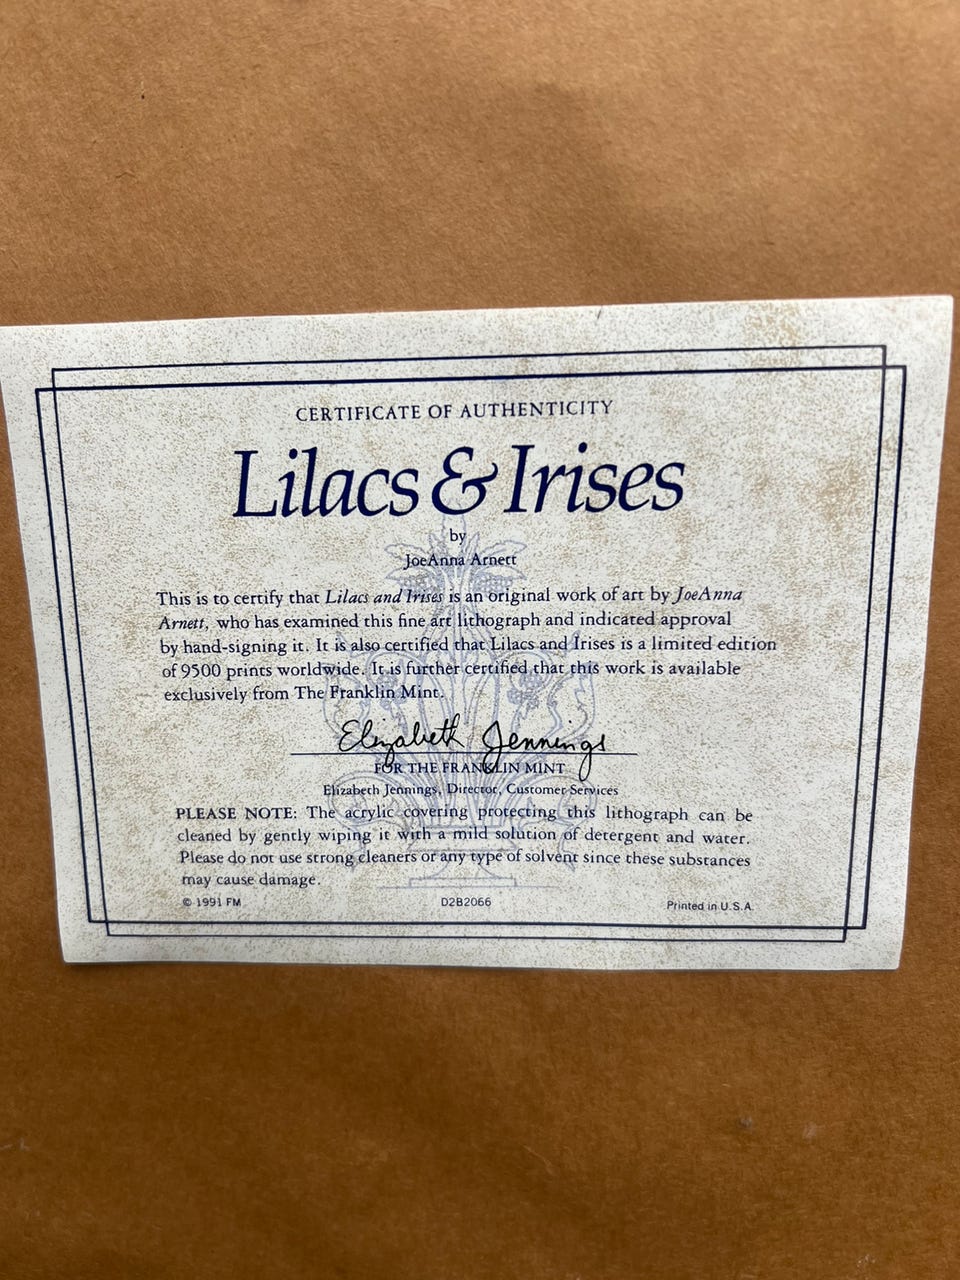 CERTIFICATE OF AUTHENTICITY
Lilacs & Irises
by
JoeAnna Arnett
This is to certify that Lilacs and Irises is an original work of art by JoeAnna
Arnett, who has examined this fine art lithograph and indicated approval
by hand-signing it. It is also certified that Lilacs and Irises is a limited edition
of 9500 prints worldwide. It is further certified that this work is available
exclusively from The Franklin Mint.
Elizabeth Jennings
FOR THE FRANKLIN MINT
Elizabeth Jennings, Director, Customer Services
PLEASE NOTE: The acrylic covering protecting this lithograph can be
cleaned by gently wiping it with a mild solution of detergent and water.
Please do not use strong cleaners or any type of solvent since these substances
may cause damage.
© 1991 FM
D2B2066
Printed in U.S.A.